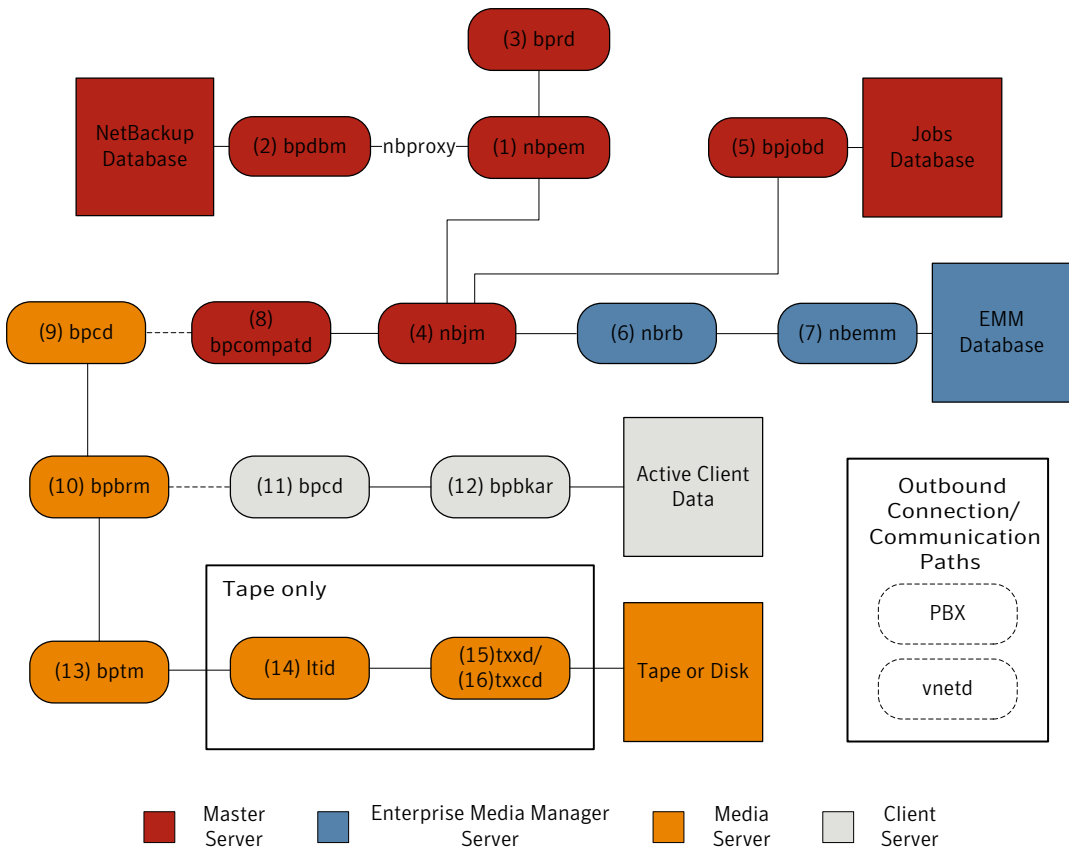 (3) bprd
NetBackup
Database
(2) bpdbm
nbproxy
(1) nbpem
(5) bpjobd
Jobs
Database
(9) bpcd
(8)
bpcompatd
(4) nbjm
(6) nbrb
(7) nbemm
EMM
Database
(10) bpbrm
(11) bpcd
(12) bpbkar
Active Client
Data
Outbound
Connection/
Communication
Paths
PBX
vnetd
Tape only
(13) bptm
(14) ltid
(15)txxd/
(16)txxcd
Tape or Disk
Master
Server
Enterprise Media Manager
Server
Media
Server
Client
Server